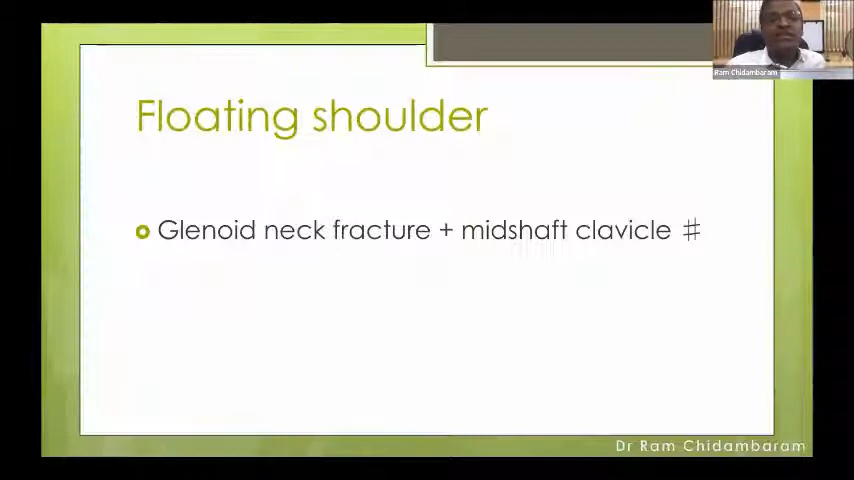 Ram Chidambaram
Floating shoulder
Glenoid neck fracture + midshaft clavicle #
Dr Ram Chidambaram